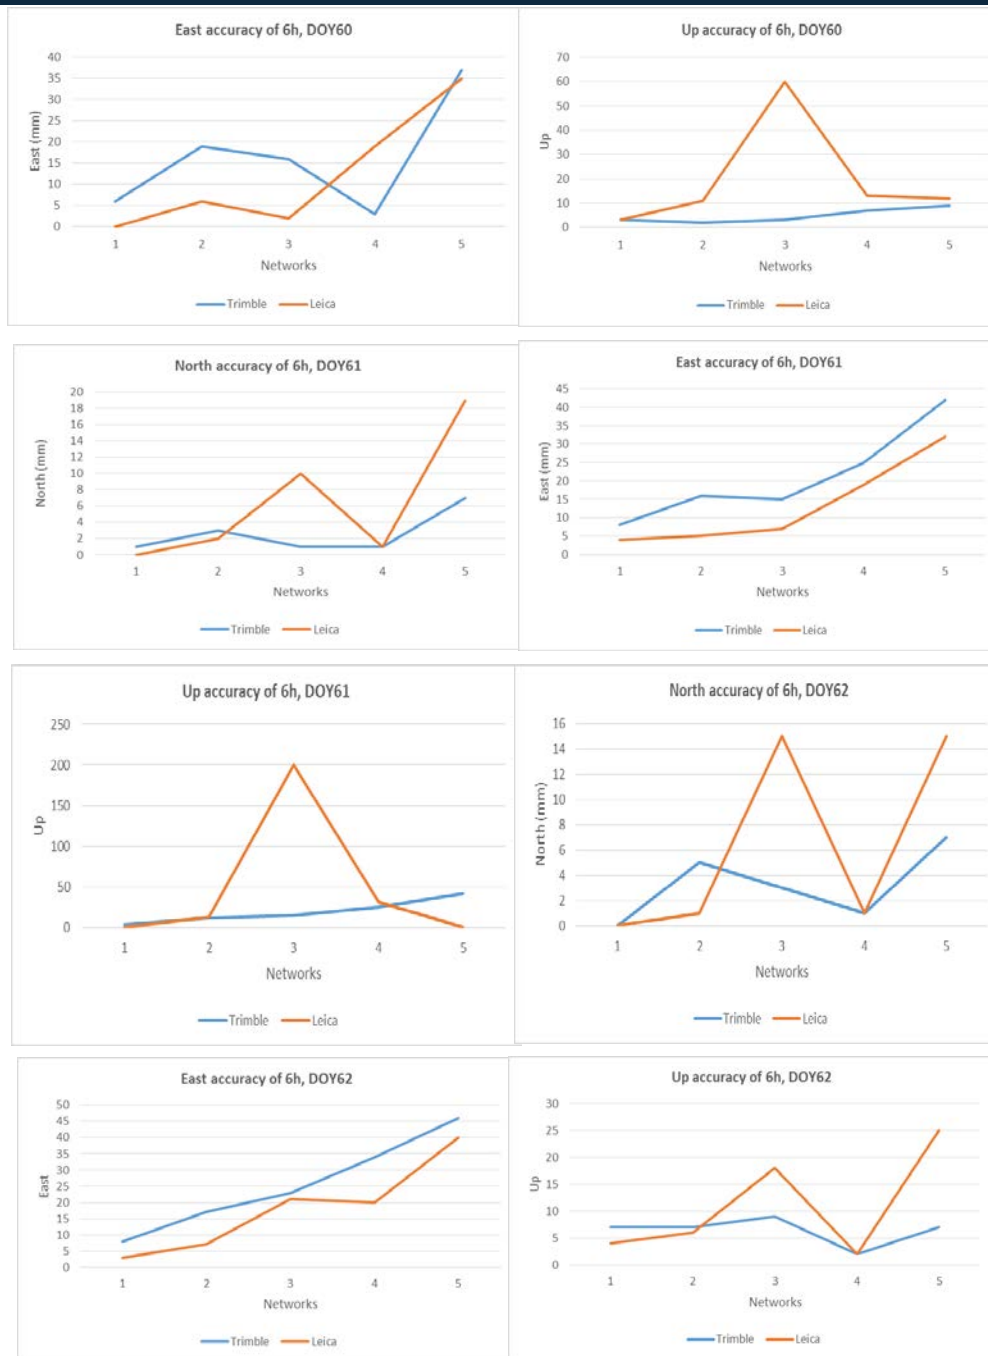 East accuracy of 6h, DOY60
40
35
30
25
20
15
10
5
0
East (mm)
1 2 3 4 5
Networks
Trimble Leica
Up accuracy of 6h, DOY60
70
60
50
40
30
20
10
0
Up
1 2 3 4 5
Networks
Trimble Leica
North accuracy of 6h, DOY61
20
18
16
14
12
10
8
6
4
2
0
North (mm)
1 2 3 4 5
Networks
Trimble Leica
East accuracy of 6h, DOY61
45
40
35
30
25
20
15
10
5
0
East (mm)
1 2 3 4 5
Networks
Trimble Leica
Up accuracy of 6h, DOY61
250
200
150
100
50
0
Up
1 2 3 4 5
Networks
Trimble Leica
North accuracy of 6h, DOY62
16
14
12
10
8
6
4
2
0
North (mm)
1 2 3 4 5
Networks
Trimble Leica
East accuracy of 6h, DOY62
50
45
40
35
30
25
20
15
10
5
0
East
1 2 3 4 5
Networks
Trimble Leica
Up accuracy of 6h, DOY62
30
25
20
15
10
5
0
Up
1 2 3 4 5
Networks
Trimble Leica